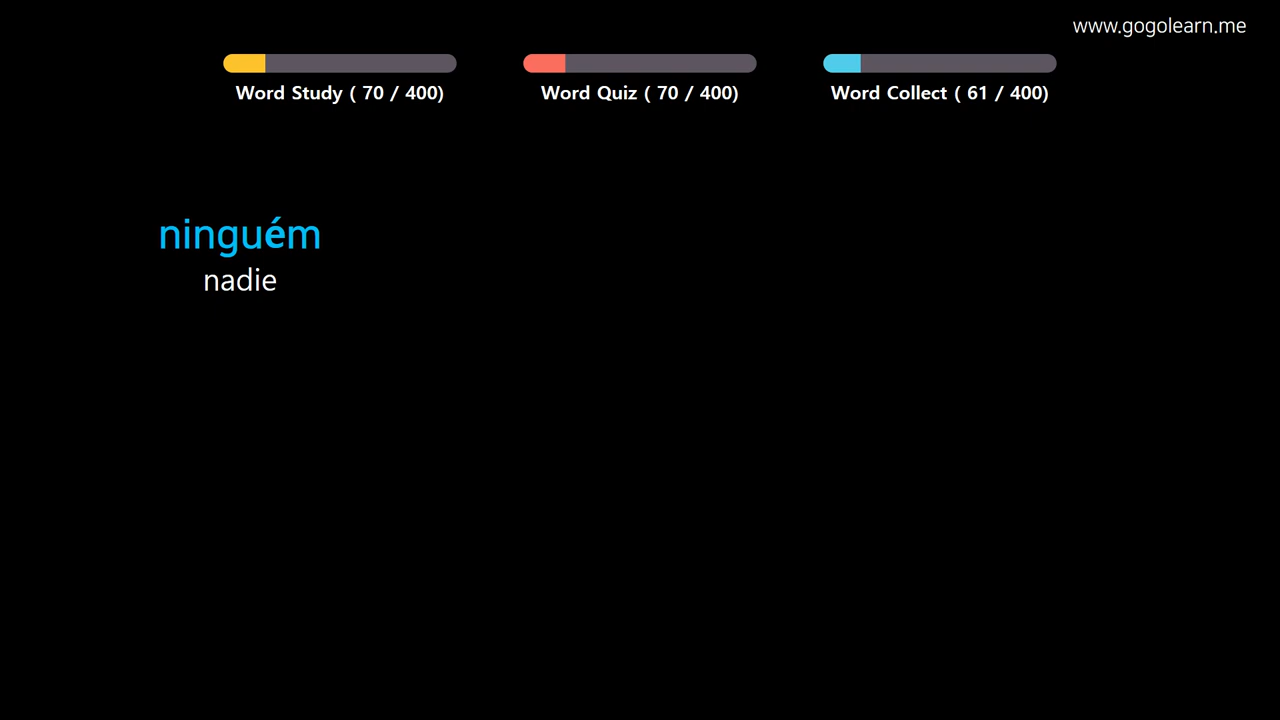 www.gogolearn.me
Word Study ( 70 / 400)
Word Quiz ( 70 / 400)
Word Collect ( 61 / 400)
ninguém
nadie